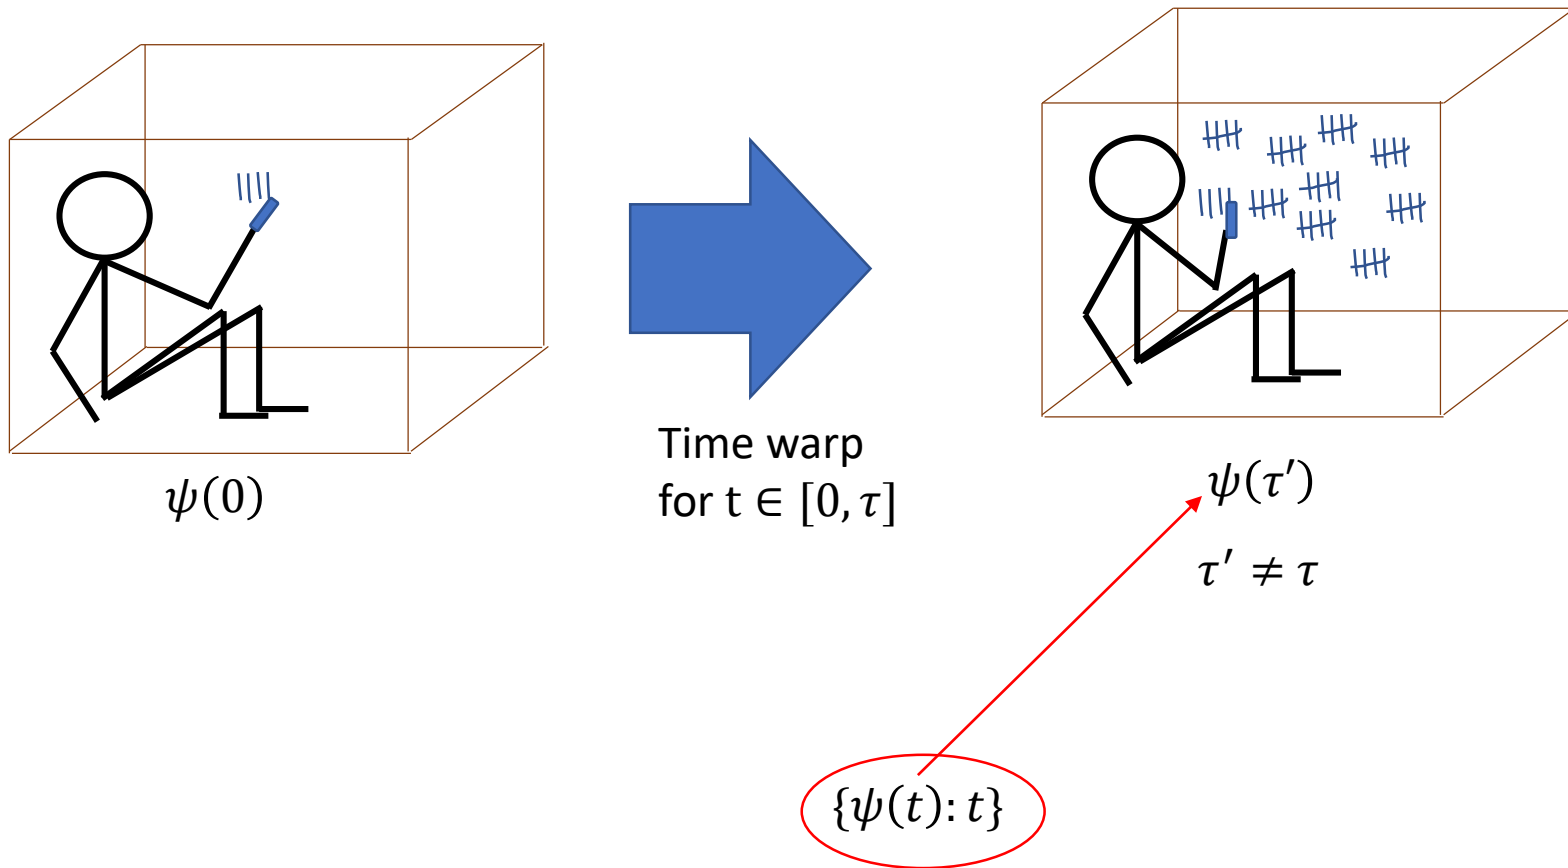 ψ(0)
Time warp
for t ∈ [0, τ]
ψ(τ′)
τ′ ≠ τ
{ψ(t): t}